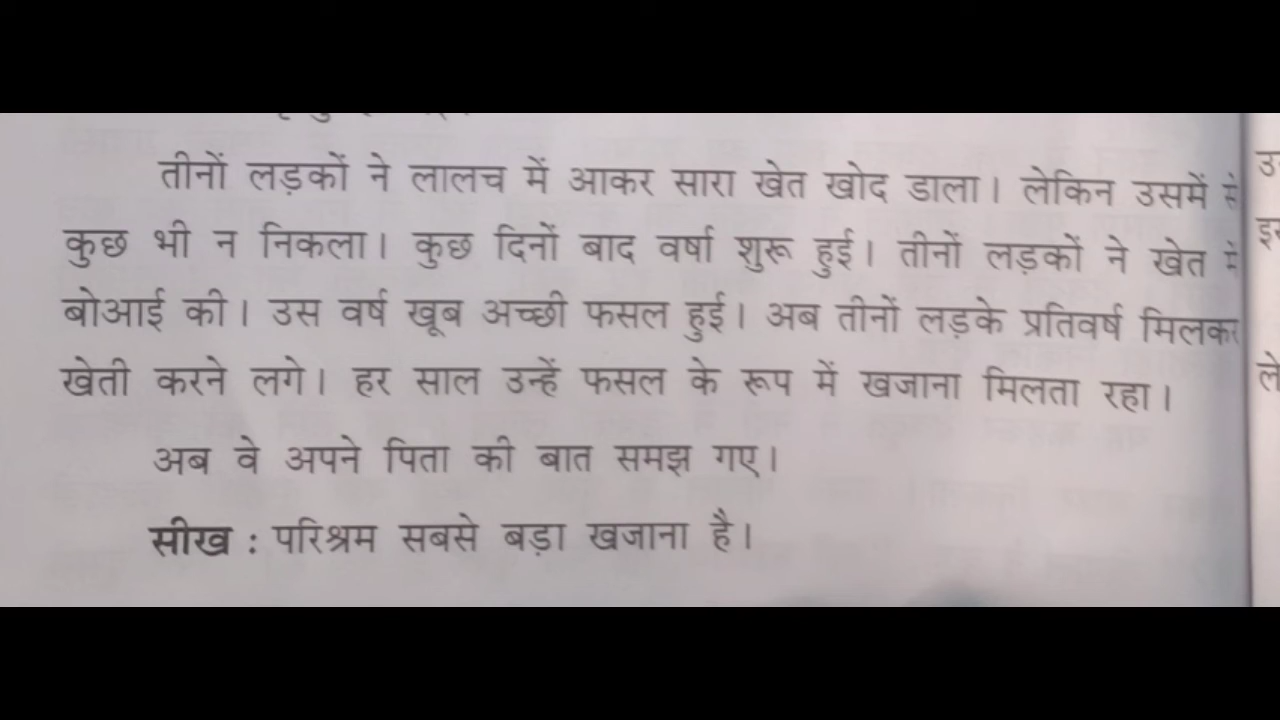 तीनों लड़कों ने लालच में आकर सारा खेत खोद डाला। लेकिन उसमें से
कुछ भी न निकला। कुछ दिनों बाद वर्षा शुरू हुई। तीनों लड़कों ने खेत में
बोआई की। उस वर्ष खूब अच्छी फसल हुई। अब तीनों लड़के प्रतिवर्ष मिलकर
खेती करने लगे। हर साल उन्हें फसल के रूप में खजाना मिलता रहा।
अब वे अपने पिता की बात समझ गए।
सीख : परिश्रम सबसे बड़ा खजाना है।